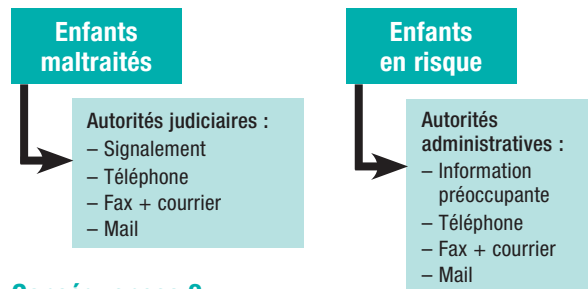 Enfants
maltraités
Autorités judiciaires :
– Signalement
– Téléphone
– Fax + courrier
– Mail
Enfants
en risque
Autorités
administratives :
– Information
préoccupante
– Téléphone
– Fax + courrier
– Mail